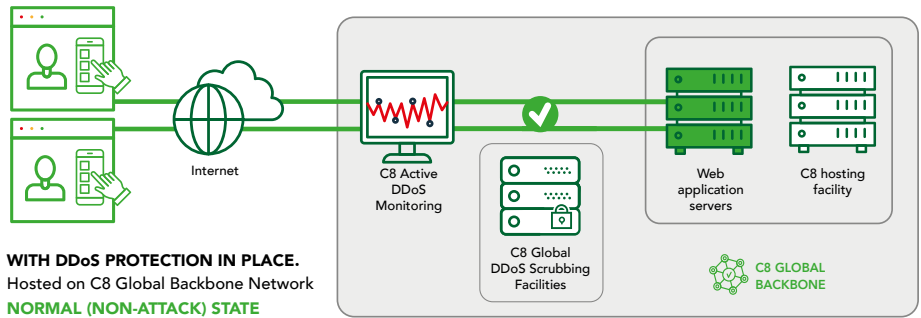 Internet
C8 Active
DDoS
Monitoring
C8 Global
DDoS Scrubbing
Facilities
Web
application
servers
C8 hosting
facility
C8 GLOBAL
BACKBONE
WITH DDoS PROTECTION IN PLACE.
Hosted on C8 Global Backbone Network
NORMAL (NON-ATTACK) STATE